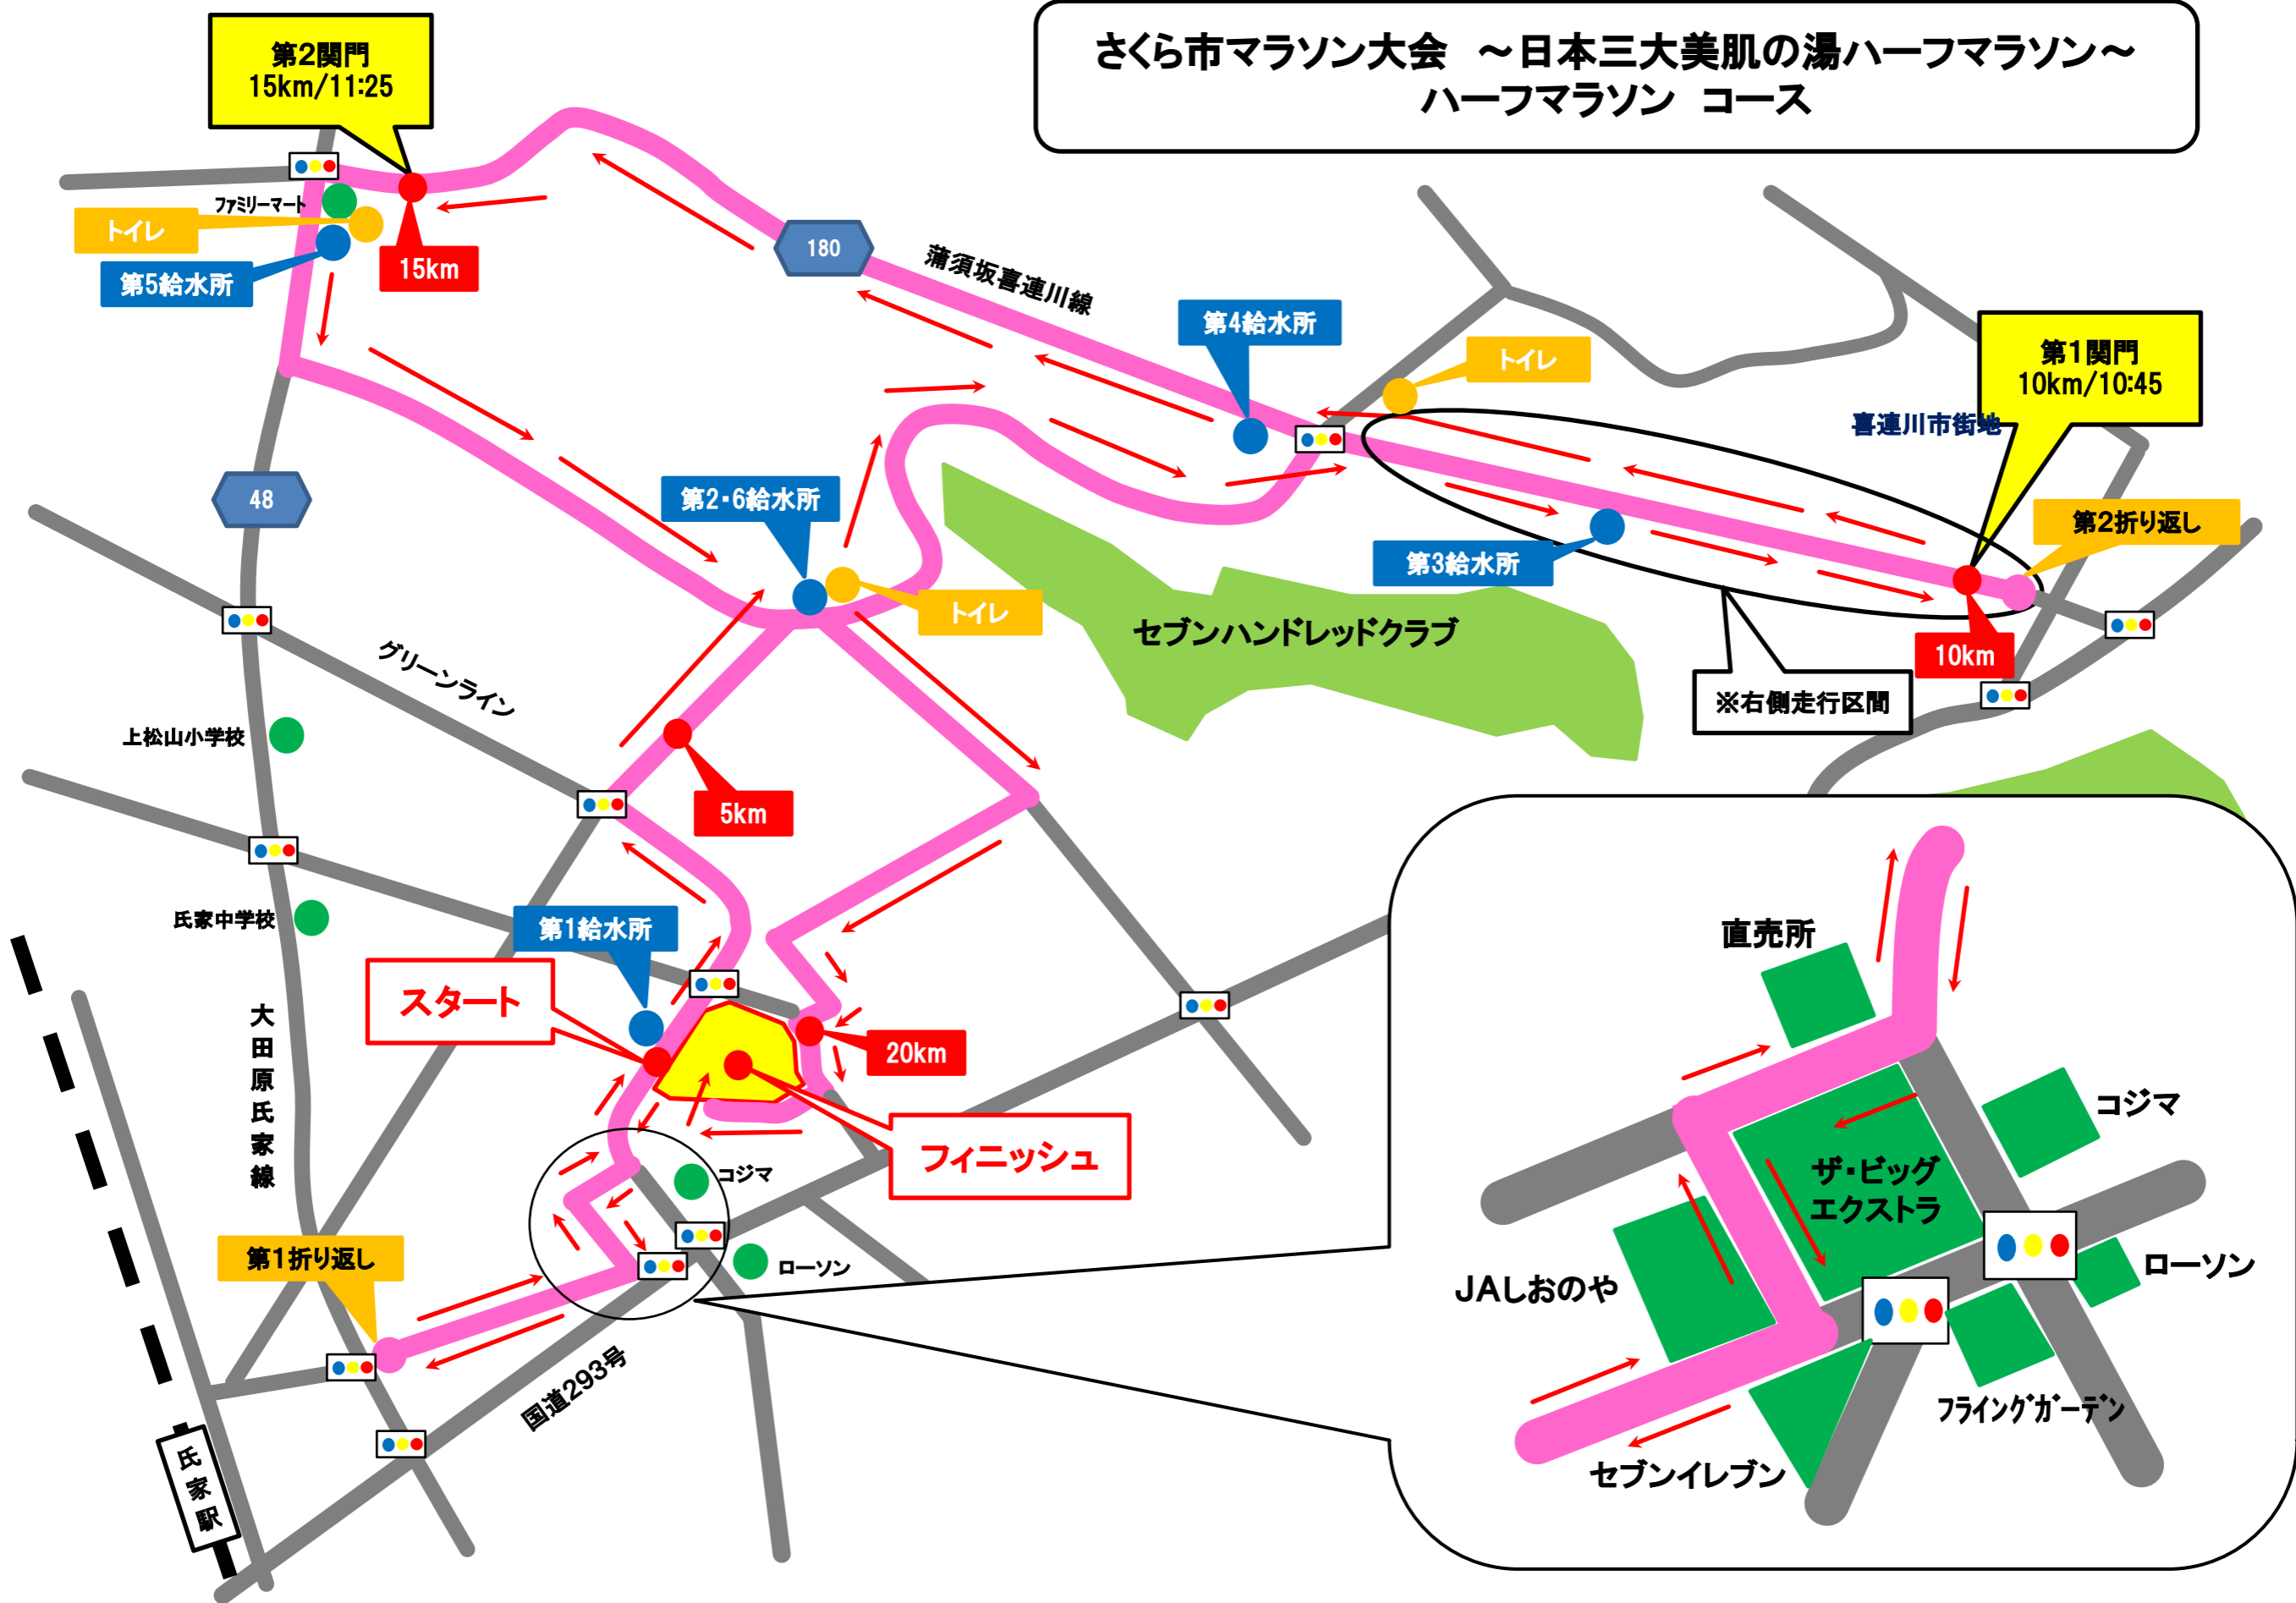 さくら市マラソン大会　～日本三大美肌の湯ハーフマラソン～
ハーフマラソン　コース
第2関門
15km/11:25
ファミリーマート
トイレ
第5給水所
15km
180
蒲須坂喜連川線
第4給水所
トイレ
第1関門
10km/10:45
喜連川市街地
第2折り返し
48
第2・6給水所
第3給水所
トイレ
セブンハンドレッドクラブ
10km
※右側走行区間
グリーンライン
上松山小学校
5km
氏家中学校
第1給水所
スタート
20km
大田原氏家線
フィニッシュ
コジマ
第1折り返し
ローソン
国道293号
氏家駅
直売所
コジマ
ザ・ビッグ
エクストラ
ローソン
JAしおのや
フライングガーデン
セブンイレブン